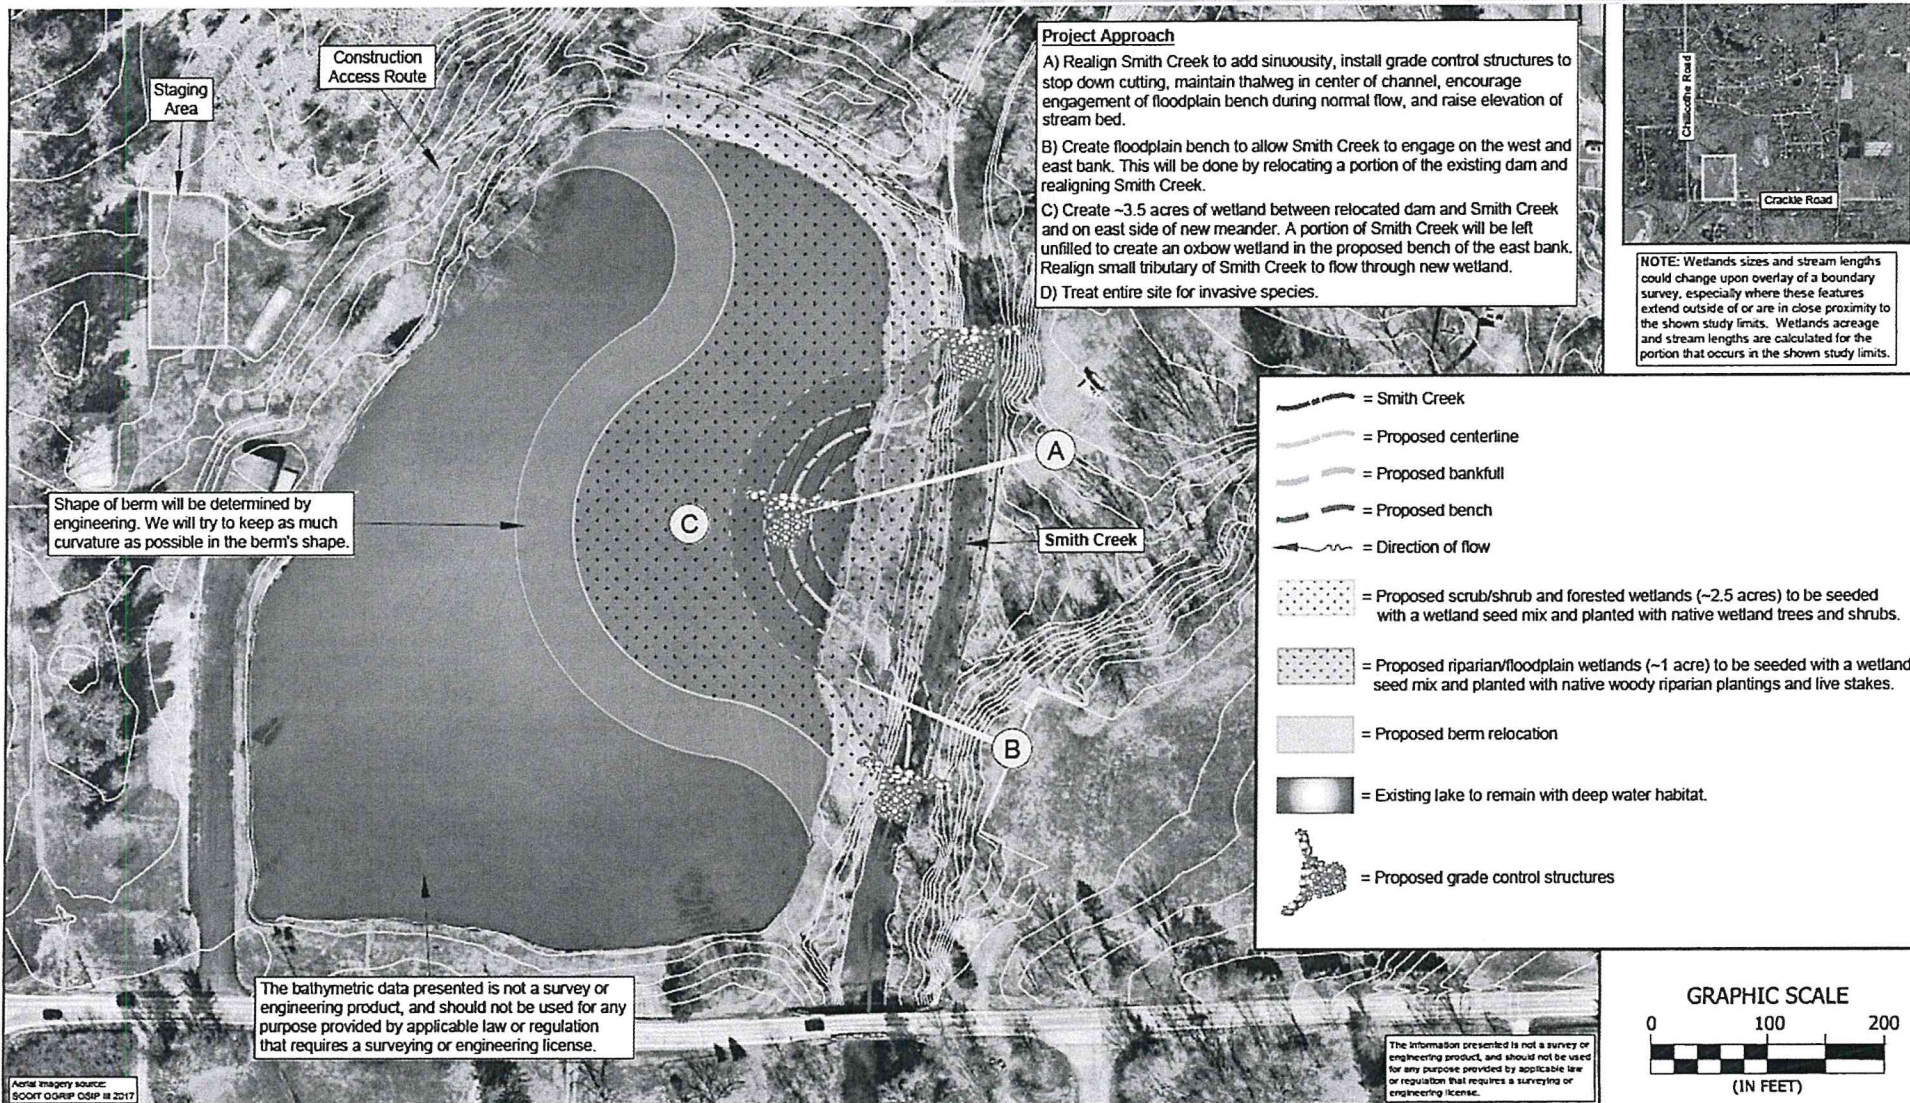 Construction
Access Route
Staging
Area
Project Approach
A) Realign Smith Creek to add sinuousity, install grade control structures to
stop down cutting, maintain thalweg in center of channel, encourage
engagement of floodplain bench during normal flow, and raise elevation of
stream bed.
B) Create floodplain bench to allow Smith Creek to engage on the west and
east bank. This will be done by relocating a portion of the existing dam and
realigning Smith Creek.
C) Create ~3.5 acres of wetland between relocated dam and Smith Creek
and on east side of new meander. A portion of Smith Creek will be left
unfilled to create an oxbow wetland in the proposed bench of the east bank.
Realign small tributary of Smith Creek to flow through new wetland.
D) Treat entire site for invasive species.
Chillicothe Road
Crackle Road
NOTE: Wetlands sizes and stream lengths
could change upon overlay of a boundary
survey, especially where these features
extend outside of or are in close proximity to
the shown study limits. Wetlands acreage
and stream lengths are calculated for the
portion that occurs in the shown study limits.
= Smith Creek
= Proposed centerline
= Proposed bankfull
= Proposed bench
= Direction of flow
= Proposed scrub/shrub and forested wetlands (~2.5 acres) to be seeded
with a wetland seed mix and planted with native wetland trees and shrubs.
= Proposed riparian/floodplain wetlands (~1 acre) to be seeded with a wetland
seed mix and planted with native woody riparian plantings and live stakes.
= Proposed berm relocation
= Existing lake to remain with deep water habitat.
= Proposed grade control structures
A
C
B
Smith Creek
Shape of berm will be determined by
engineering. We will try to keep as much
curvature as possible in the berm's shape.
The bathymetric data presented is not a survey or
engineering product, and should not be used for any
purpose provided by applicable law or regulation
that requires a surveying or engineering license.
The information presented is not a survey or
engineering product, and should not be used
for any purpose provided by applicable law
or regulation that requires a surveying or
engineering license.
Aerial imagery source:
OGRIP OSIP III 2017
GRAPHIC SCALE
0 100 200
(IN FEET)